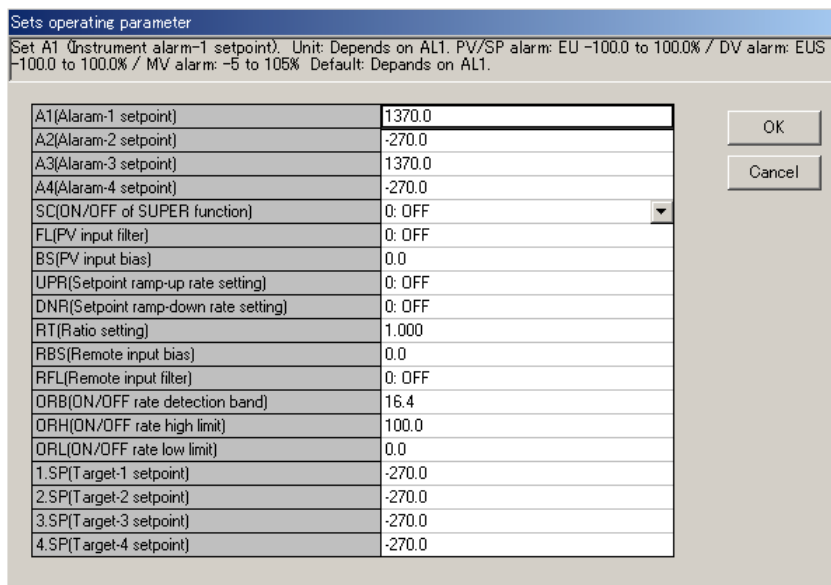 Sets operating parameter
Set A1 (Instrument alarm-1 setpoint). Unit: Depends on AL1. PV/SP alarm: EU -100.0 to 100.0% / DV alarm: EUS
-100.0 to 100.0% / MV alarm: -5 to 105% Default: Depands on AL1.
A1(Alaram-1 setpoint) 1370.0
A2(Alaram-2 setpoint) -270.0
A3(Alaram-3 setpoint) 1370.0
A4(Alaram-4 setpoint) -270.0
SC(ON/OFF of SUPER function) 0: OFF
FL(PV input filter) 0: OFF
BS(PV input bias) 0.0
UPR(Setpoint ramp-up rate setting) 0: OFF
DNR(Setpoint ramp-down rate setting) 0: OFF
RT(Ratio setting) 1.000
RBS(Remote input bias) 0.0
RFL(Remote input filter) 0: OFF
ORB(ON/OFF rate detection band) 16.4
ORH(ON/OFF rate high limit) 100.0
ORL(ON/OFF rate low limit) 0.0
1.SP(Target-1 setpoint) -270.0
2.SP(Target-2 setpoint) -270.0
3.SP(Target-3 setpoint) -270.0
4.SP(Target-4 setpoint) -270.0
OK
Cancel